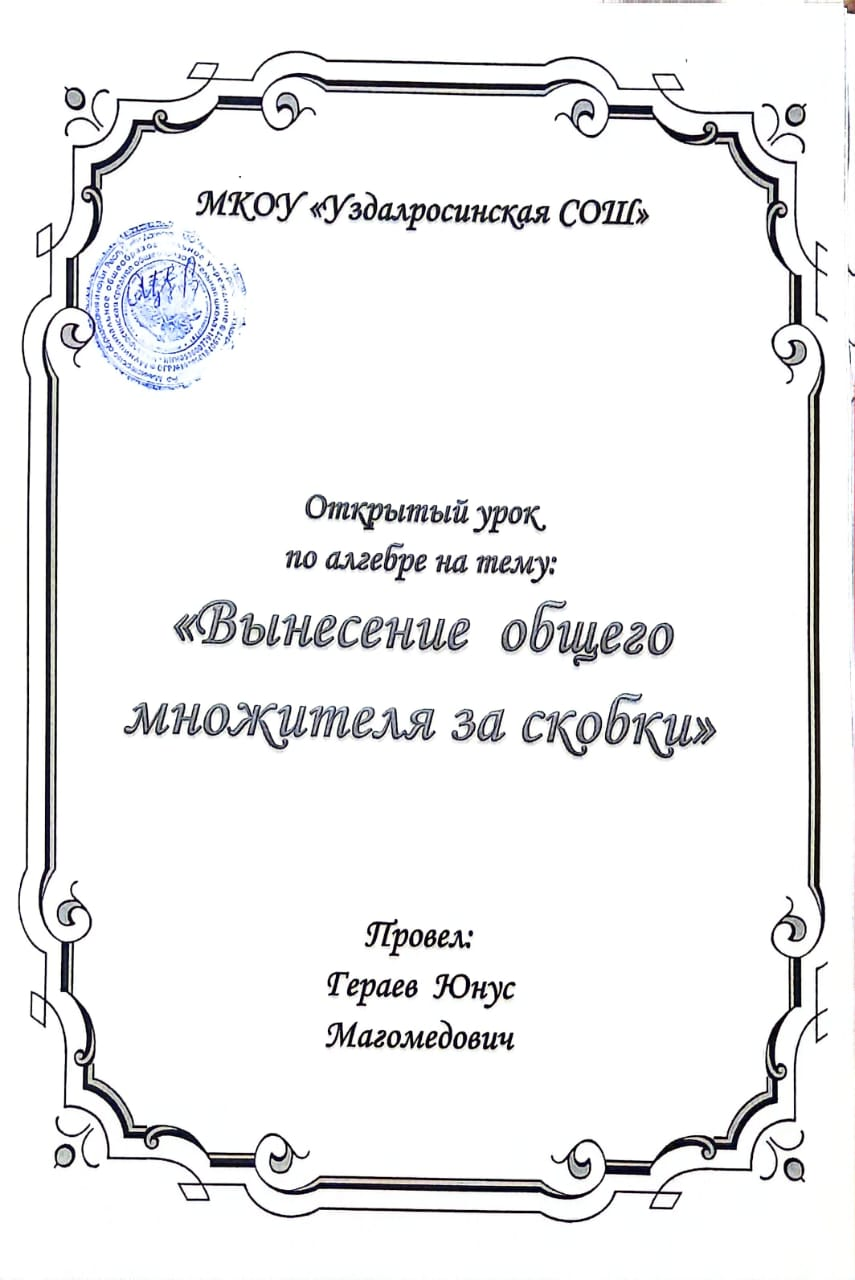 МКОУ «Уздалросинская СОШ»
Открытый урок
по алгебре на тему:
«Вынесение общего
множителя за скобки»
Провел:
Гераев Юнус
Магомедович